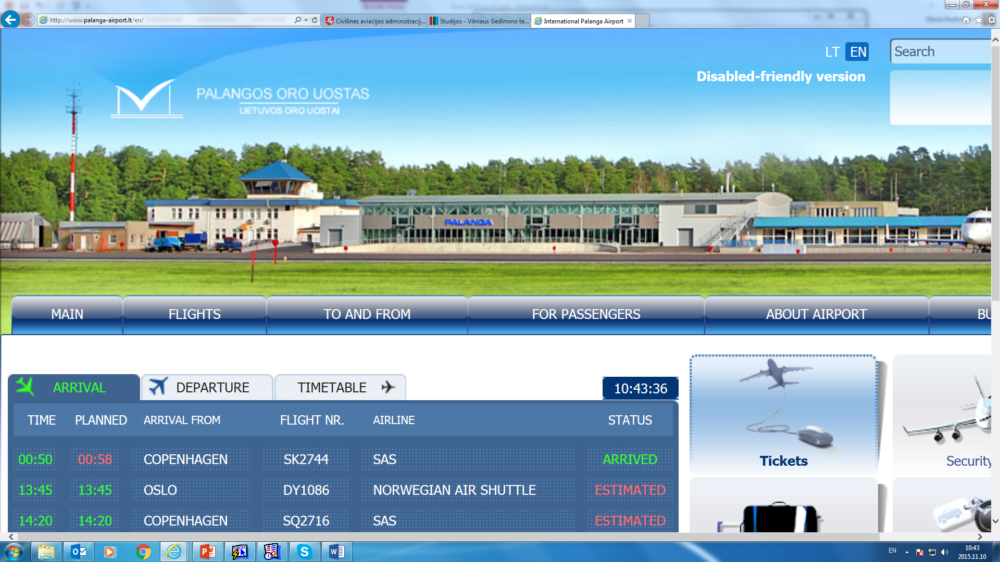 http://www.palanga-airport.lt/en/
Civilinės aviacijos administracij...
Studijos - Vilniaus Gedimino te...
International Palanga Airport
LT EN
Search
Disabled-friendly version
PALANGOS ORO UOSTAS
LIETUVOS ORO UOSTAI
PALANGA
MAIN FLIGHTS TO AND FROM FOR PASSENGERS ABOUT AIRPORT BU
ARRIVAL DEPARTURE TIMETABLE 10:43:36
TIME PLANNED ARRIVAL FROM FLIGHT NR. AIRLINE STATUS
00:50 00:58 COPENHAGEN SK2744 SAS ARRIVED
13:45 13:45 OSLO DY1086 NORWEGIAN AIR SHUTTLE ESTIMATED
14:20 14:20 COPENHAGEN SQ2716 SAS ESTIMATED
Tickets
Security
EN
10:43
2015.11.10